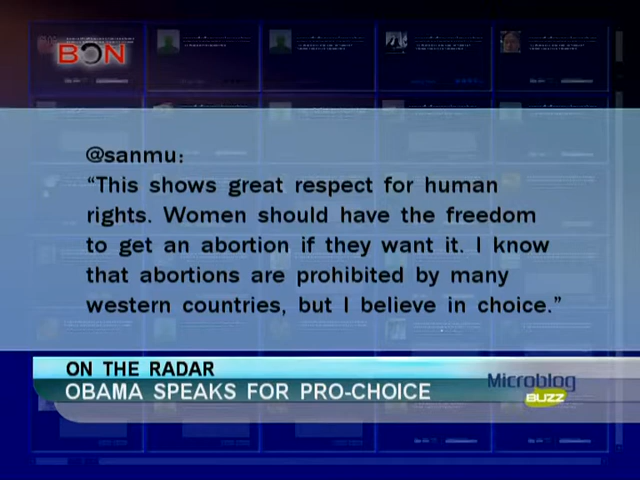 BON
@sanmu:
“This shows great respect for human
rights. Women should have the freedom
to get an abortion if they want it. I know
that abortions are prohibited by many
western countries, but I believe in choice.”
ON THE RADAR
OBAMA SPEAKS FOR PRO-CHOICE
Microblog
BUZZ